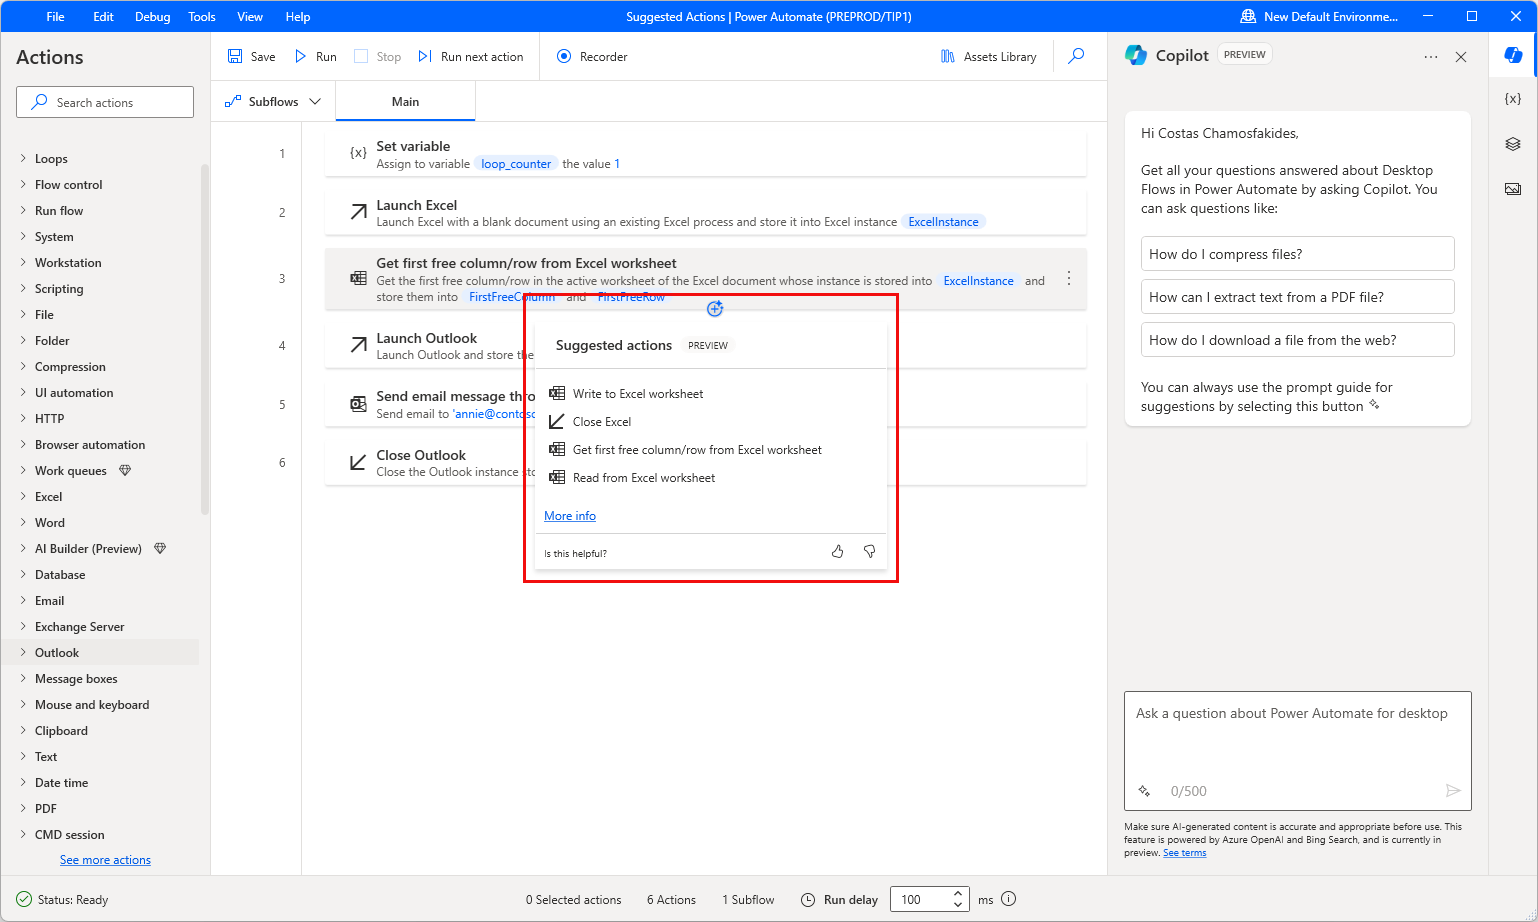 File Edit Debug Tools View Help
Suggested Actions | Power Automate (PREPROD/TIP1)
New Default Environme...
Actions
Search actions
Loops
Flow control
Run flow
System
Workstation
Scripting
File
Folder
Compression
UI automation
HTTP
Browser automation
Work queues
Excel
Word
AI Builder (Preview)
Database
Email
Exchange Server
Outlook
Message boxes
Mouse and keyboard
Clipboard
Text
Date time
PDF
CMD session
See more actions
Save Run Stop Run next action Recorder Assets Library
Subflows Main
1
{x} Set variable
Assign to variable loop_counter the value 1
2
Launch Excel
Launch Excel with a blank document using an existing Excel process and store it into Excel instance ExcelInstance
3
Get first free column/row from Excel worksheet
Get the first free column/row in the active worksheet of the Excel document whose instance is stored into ExcelInstance and
store them into FirstFreeColumn and FirstFreeRow
4
Launch Outlook
Launch Outlook and store the
5
Send email message thro
Send email to 'annie@contoso
6
Close Outlook
Close the Outlook instance sto
Suggested actions PREVIEW
Write to Excel worksheet
Close Excel
Get first free column/row from Excel worksheet
Read from Excel worksheet
More info
Is this helpful?
Copilot PREVIEW
{x}
Hi Costas Chamosfakides,
Get all your questions answered about Desktop
Flows in Power Automate by asking Copilot. You
can ask questions like:
How do I compress files?
How can I extract text from a PDF file?
How do I download a file from the web?
You can always use the prompt guide for
suggestions by selecting this button
Ask a question about Power Automate for desktop
0/500
Make sure AI-generated content is accurate and appropriate before use. This
feature is powered by Azure OpenAI and Bing Search, and is currently in
preview. See terms
Status: Ready
0 Selected actions 6 Actions 1 Subflow Run delay 100 ms